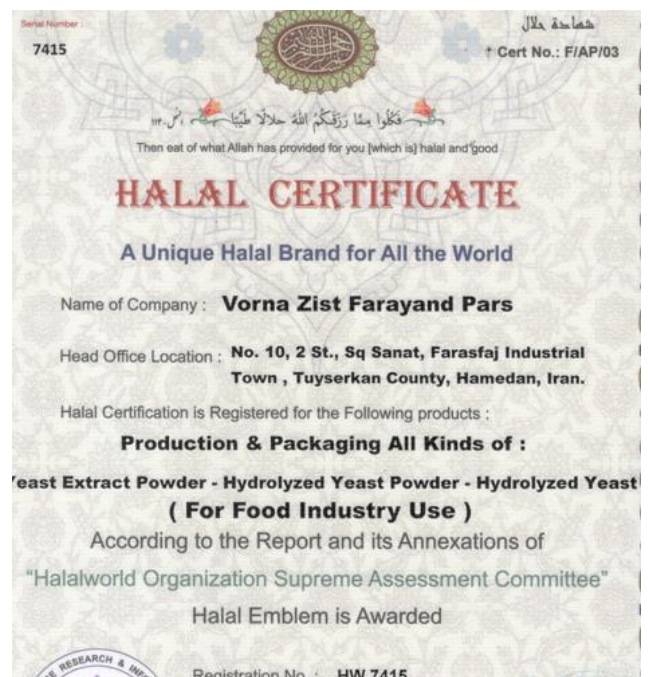 Serial Number :
7415
شهادة حلال
Cert No.: F/AP/03
فَكُلُوا مِمَّا رَزَقَكُمُ اللهُ حَلَالًا طَيِّبًا
Then eat of what Allah has provided for you [which is] halal and good
HALAL CERTIFICATE
A Unique Halal Brand for All the World
Name of Company : Vorna Zist Farayand Pars
Head Office Location : No. 10, 2 St., Sq Sanat, Farasfaj Industrial
Town , Tuyserkan County, Hamedan, Iran.
Halal Certification is Registered for the Following products :
Production & Packaging All Kinds of :
Yeast Extract Powder - Hydrolyzed Yeast Powder - Hydrolyzed Yeast
( For Food Industry Use )
According to the Report and its Annexations of
“Halalworld Organization Supreme Assessment Committee”
Halal Emblem is Awarded
RESEARCH &
Registration No. : HW 7415